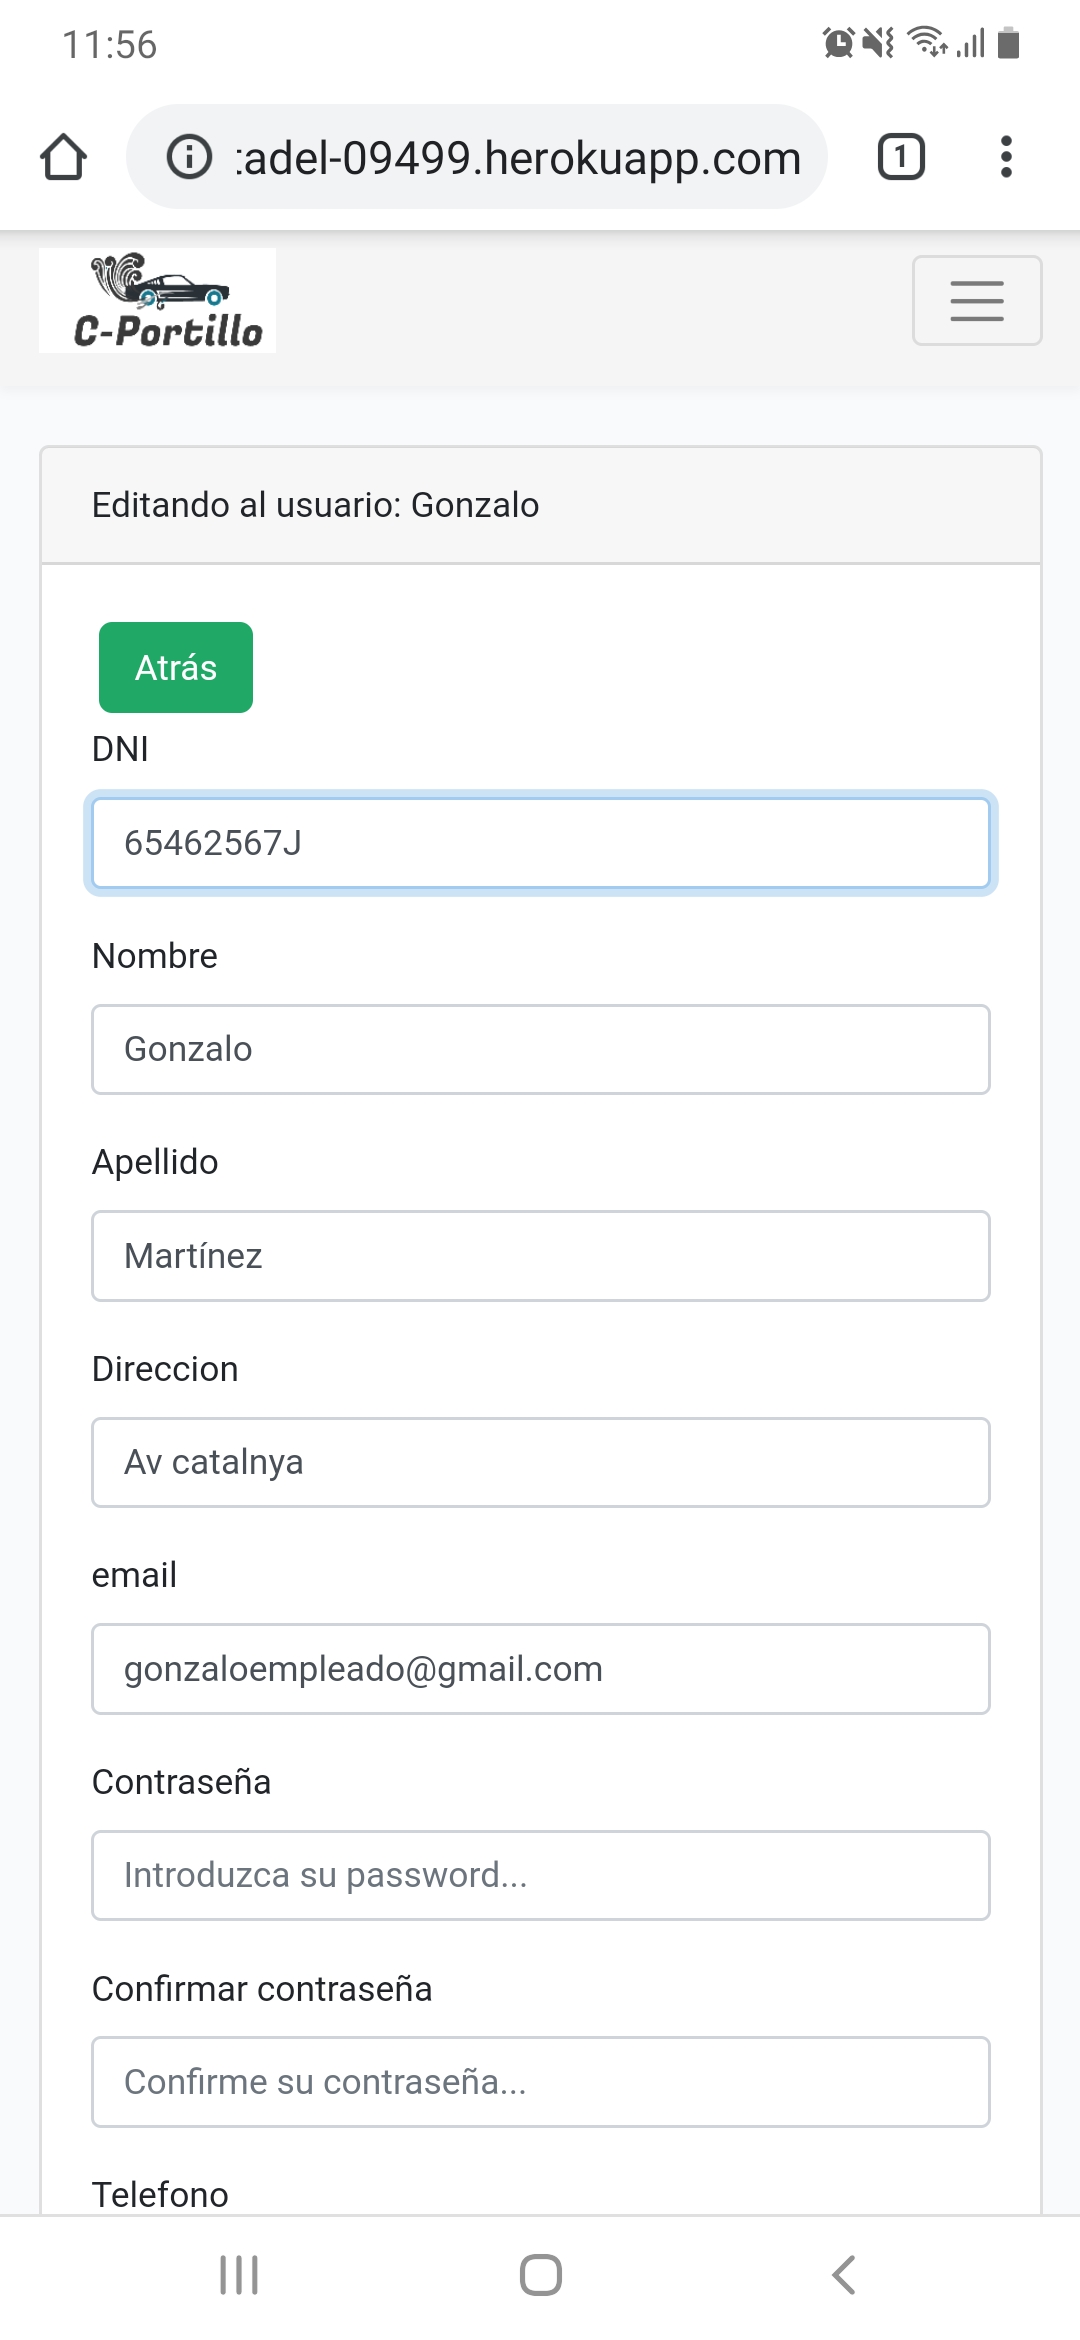 11:56
:adel-09499.herokuapp.com
1
C-Portillo
Editando al usuario: Gonzalo
Atrás
DNI
65462567J
Nombre
Gonzalo
Apellido
Martínez
Direccion
Av catalnya
email
gonzaloempleado@gmail.com
Contraseña
Introduzca su password...
Confirmar contraseña
Confirme su contraseña...
Telefono